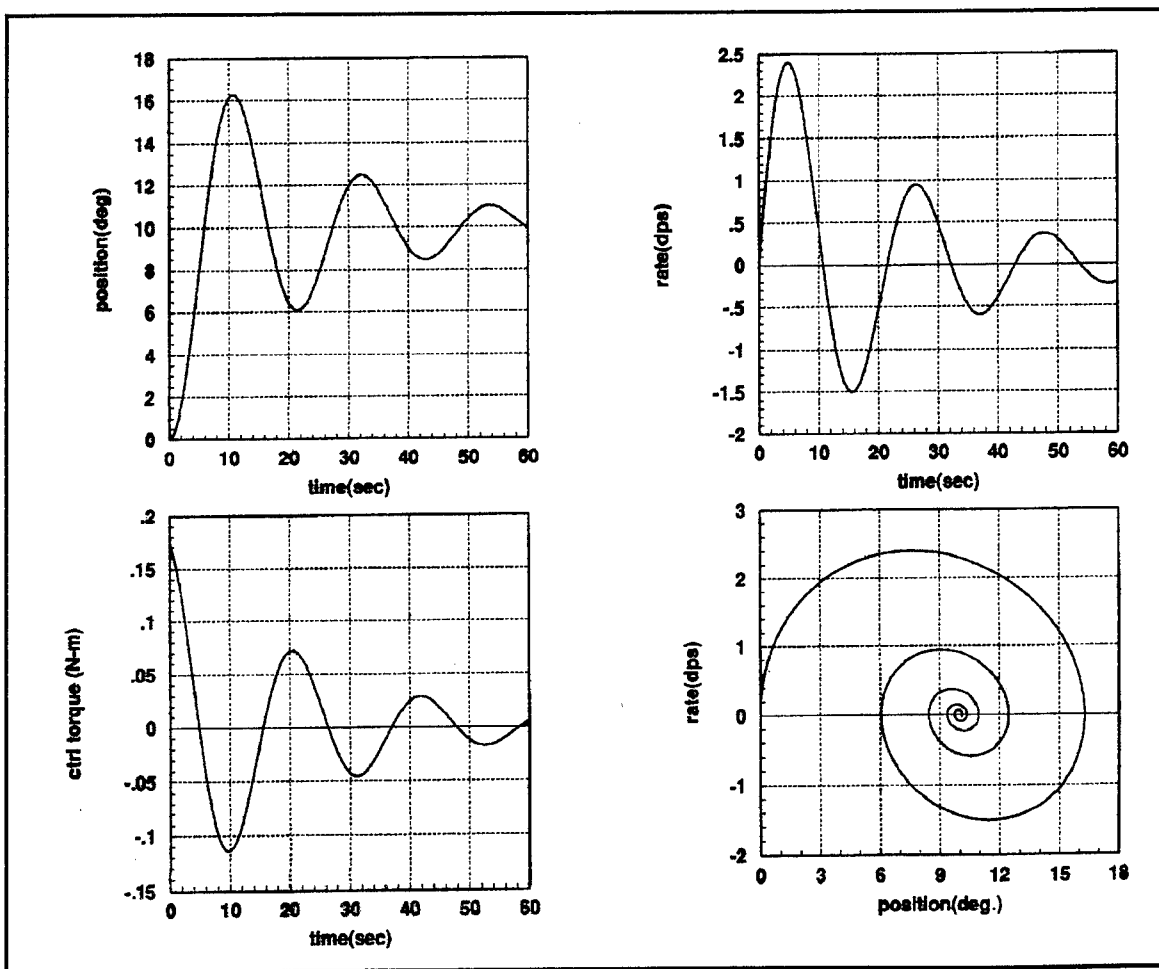 position(deg)
18
16
14
12
10
8
6
4
2
0
0 10 20 30 40 50 60
time(sec)
rate(dps)
2.5
2
1.5
1
.5
0
-.5
-1
-1.5
-2
0 10 20 30 40 50 60
time(sec)
ctrl torque (N-m)
.2
.15
.1
.05
0
-.05
-.1
-.15
0 10 20 30 40 50 60
time(sec)
rate(dps)
3
2
1
0
-1
-2
0 3 6 9 12 15 18
position(deg.)